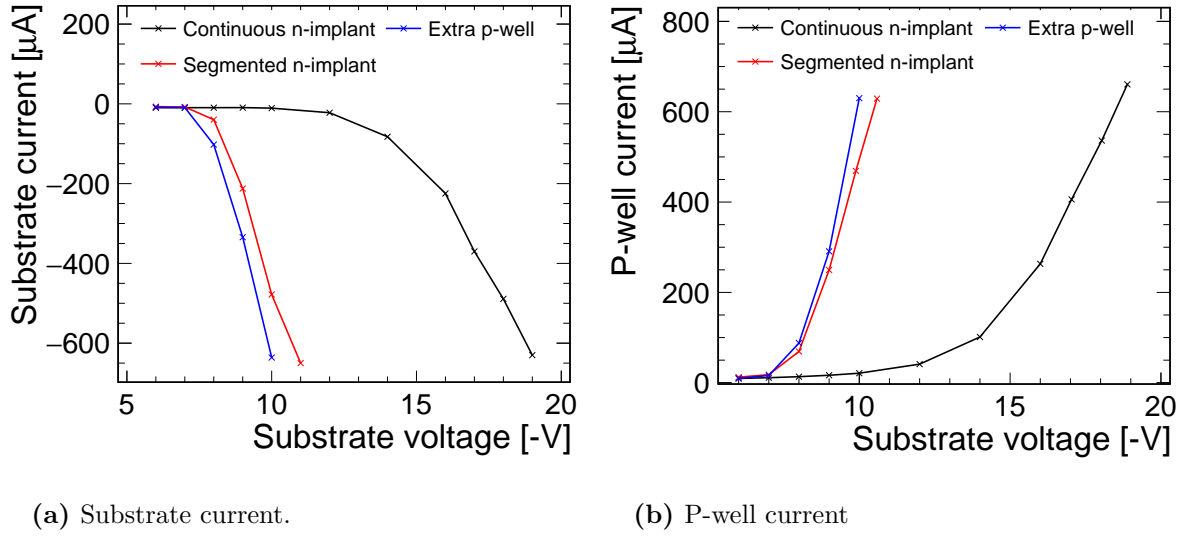 Substrate current [µA]
Continuous n-implant
Extra p-well
Segmented n-implant
−200
0
−200
−400
−600
5
10
15
20
Substrate voltage [-V]
P-well current [µA]
Continuous n-implant
Extra p-well
Segmented n-implant
800
600
400
200
0
10
15
20
Substrate voltage [-V]
(a) Substrate current.
(b) P-well current